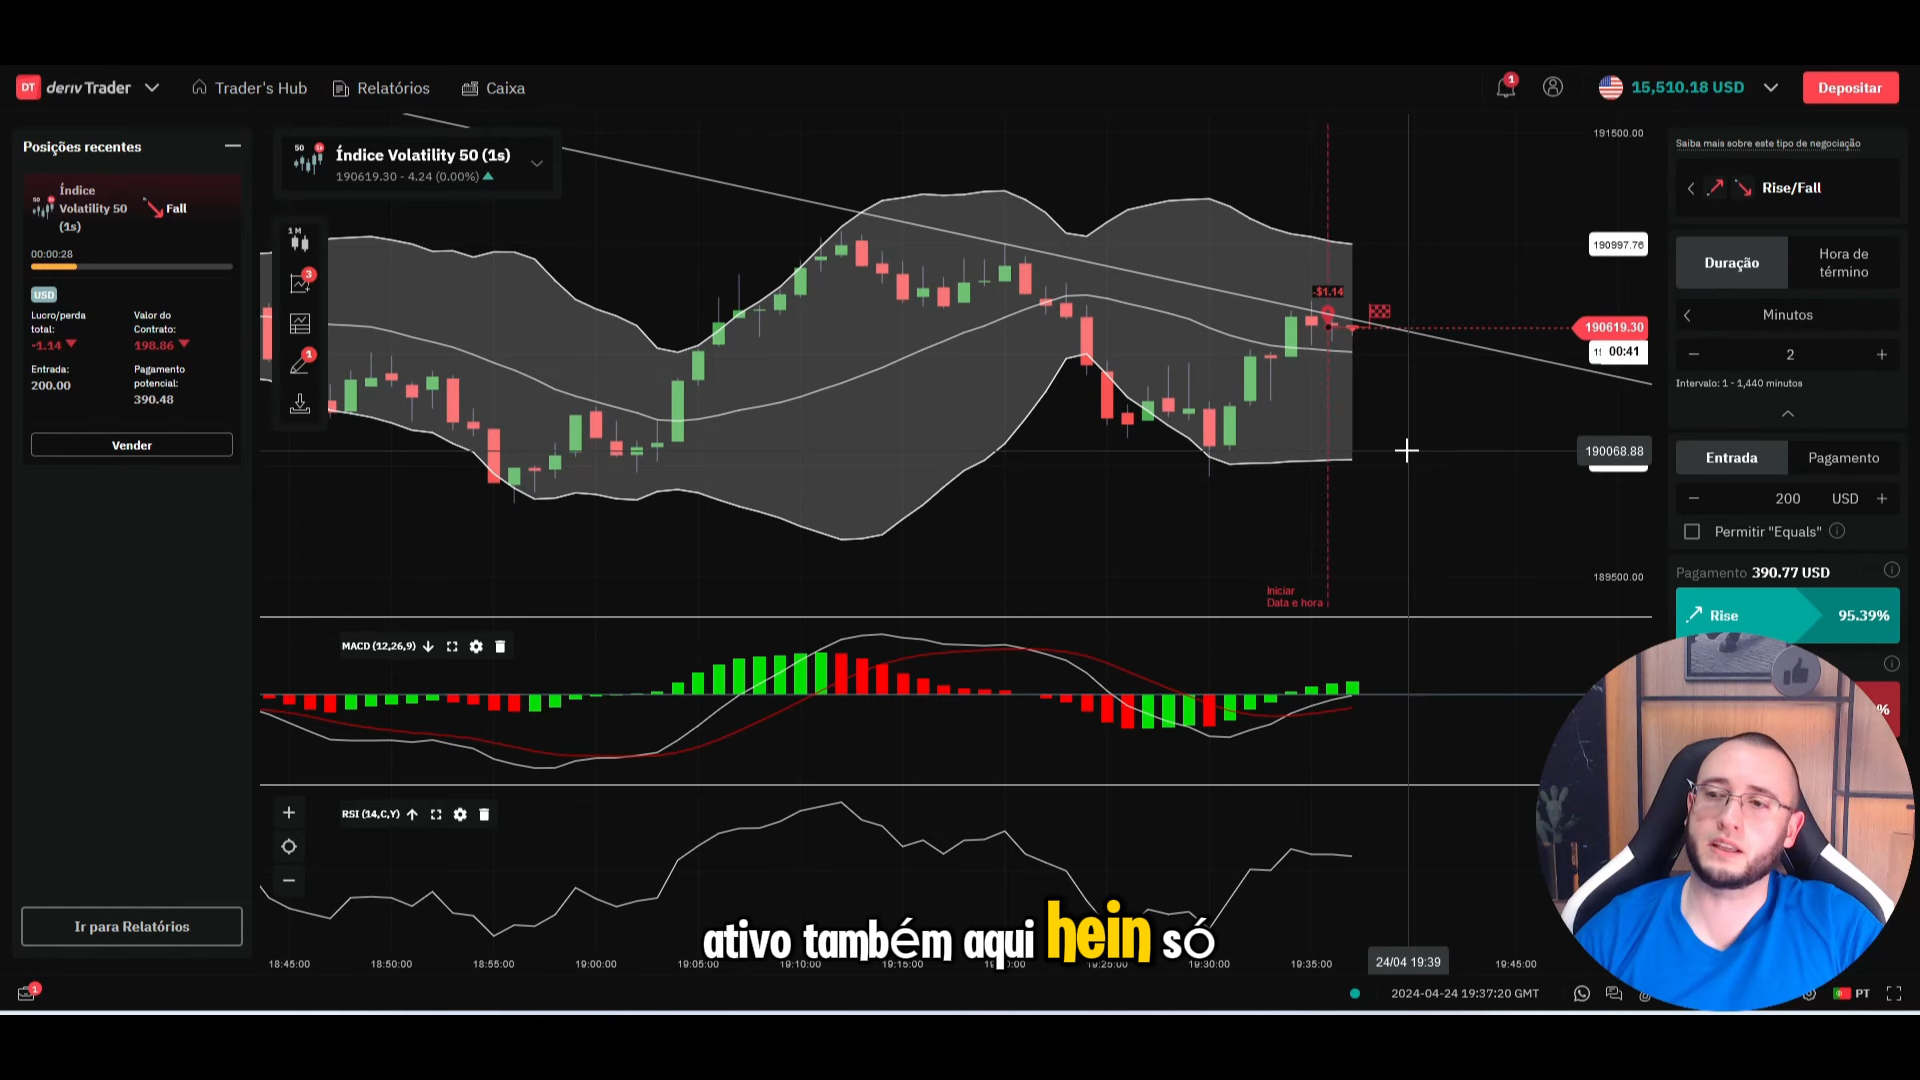 DT deriv Trader Trader's Hub Relatórios Caixa 1 15,510.18 USD Depositar
Posições recentes
50 1s Índice Volatility 50 (1s) Fall
00:00:28
USD
Lucro/perda total: Valor do Contrato:
-1.14 198.86
Entrada: Pagamento potencial:
200.00 390.48
Vender
Ir para Relatórios
1
50 1s Índice Volatility 50 (1s)
190619.30 - 4.24 (0.00%)
1M
3
1
-$1.14
Iniciar
Data e hora
191500.00
190997.76
190619.30
00:41
190068.88
189500.00
MACD (12,26,9)
RSI (14,C,Y)
ativo também aqui hein só
18:45:00 18:50:00 18:55:00 19:00:00 19:05:00 19:10:00 19:15:00 19:20:00 19:25:00 19:30:00 19:35:00 24/04 19:39 19:45:00
2024-04-24 19:37:20 GMT PT
Saiba mais sobre este tipo de negociação
Rise/Fall
Duração Hora de término
Minutos
− 2 +
Intervalo: 1 - 1,440 minutos
Entrada Pagamento
− 200 USD +
Permitir "Equals"
Pagamento 390.77 USD
Rise 95.39%
%